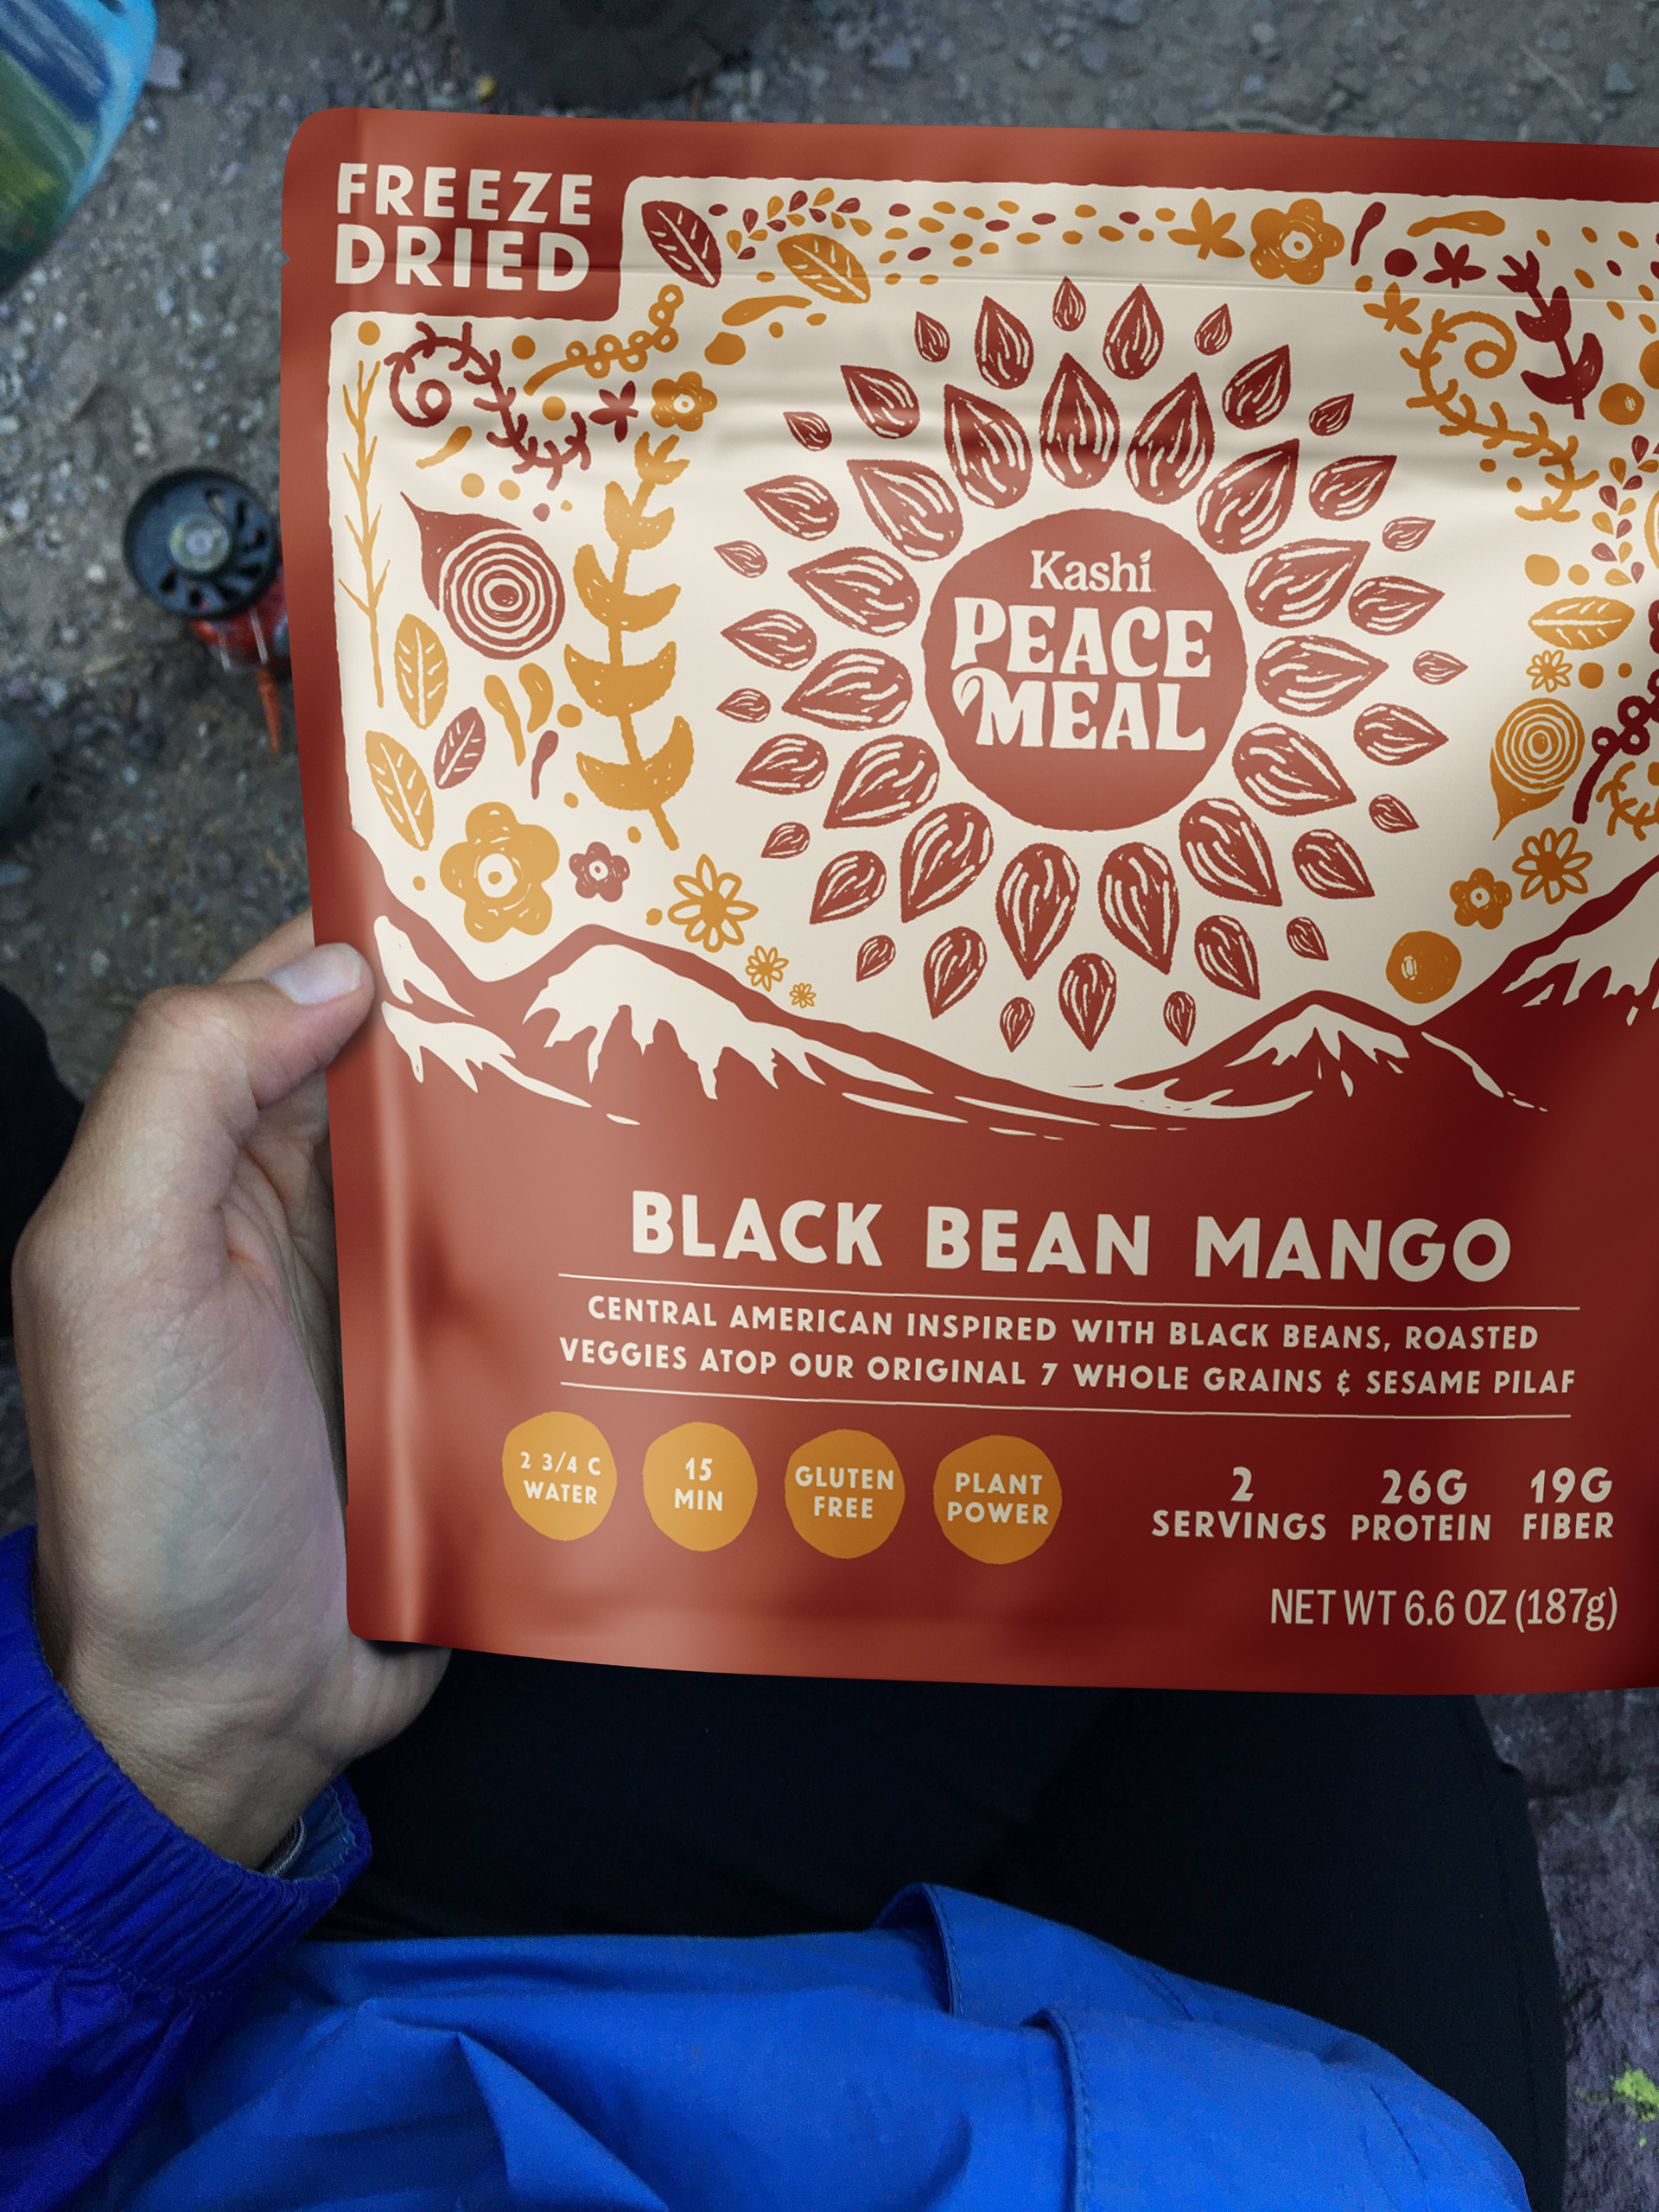 FREEZE
DRIED
Kashi
PEACE
MEAL
BLACK BEAN MANGO
CENTRAL AMERICAN INSPIRED WITH BLACK BEANS, ROASTED
VEGGIES ATOP OUR ORIGINAL 7 WHOLE GRAINS & SESAME PILAF
2 3/4 C
WATER
15
MIN
GLUTEN
FREE
PLANT
POWER
2
SERVINGS
26G
PROTEIN
19G
FIBER
NET WT 6.6 OZ (187g)